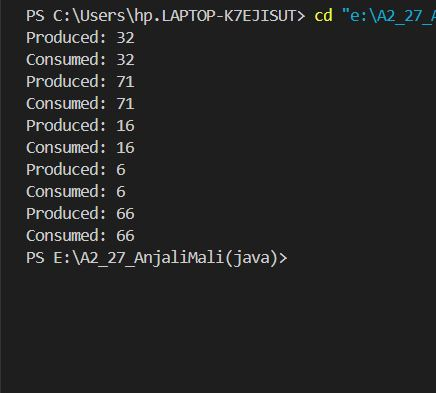 PS C:\Users\hp.LAPTOP-K7EJISUT> cd "e:\A2_27_A
Produced: 32
Consumed: 32
Produced: 71
Consumed: 71
Produced: 16
Consumed: 16
Produced: 6
Consumed: 6
Produced: 66
Consumed: 66
PS E:\A2_27_AnjaliMali(java)>